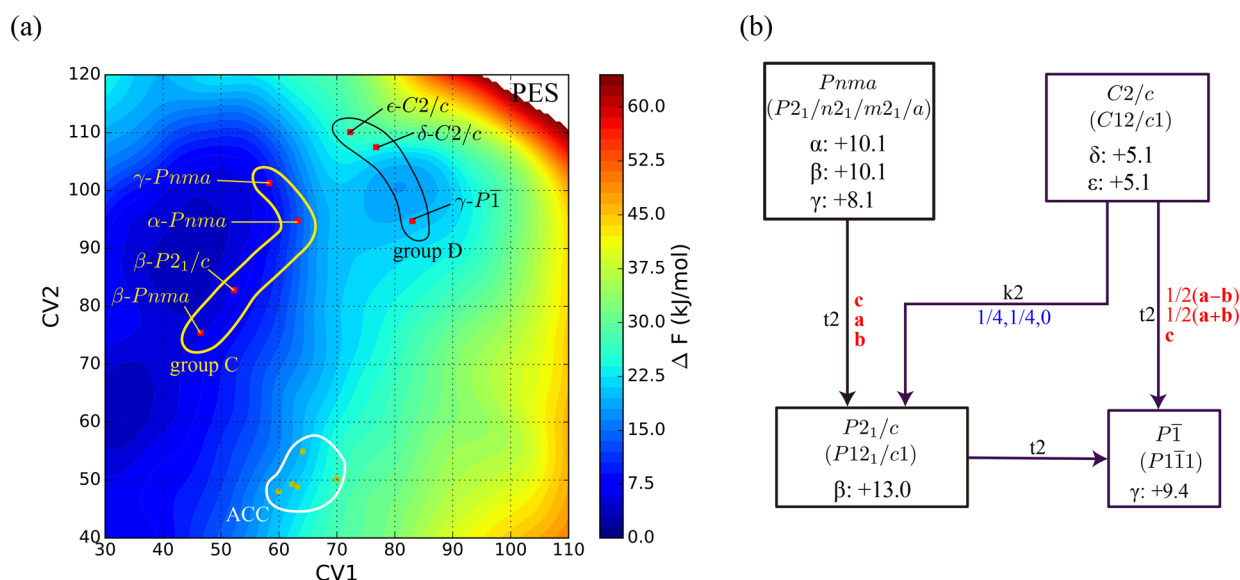 (a)
120
110
100
90
80
70
60
50
40
30 40 50 60 70 80 90 100 110
CV2
CV1
PES
ϵ-C2/c
δ-C2/c
γ-Pnma
α-Pnma
γ-P1̅
group D
β-P2₁/c
β-Pnma
group C
ACC
60.0
52.5
45.0
37.5
30.0
22.5
15.0
7.5
0.0
Δ F (kJ/mol)
(b)
Pnma
(P2₁/n2₁/m2₁/a)
α: +10.1
β: +10.1
γ: +8.1
C2/c
(C12/c1)
δ: +5.1
ε: +5.1
t2
c
a
b
k2
1/4,1/4,0
t2
1/2(a–b)
1/2(a+b)
c
P2₁/c
(P12₁/c1)
β: +13.0
t2
P1̅
(P11̅1)
γ: +9.4